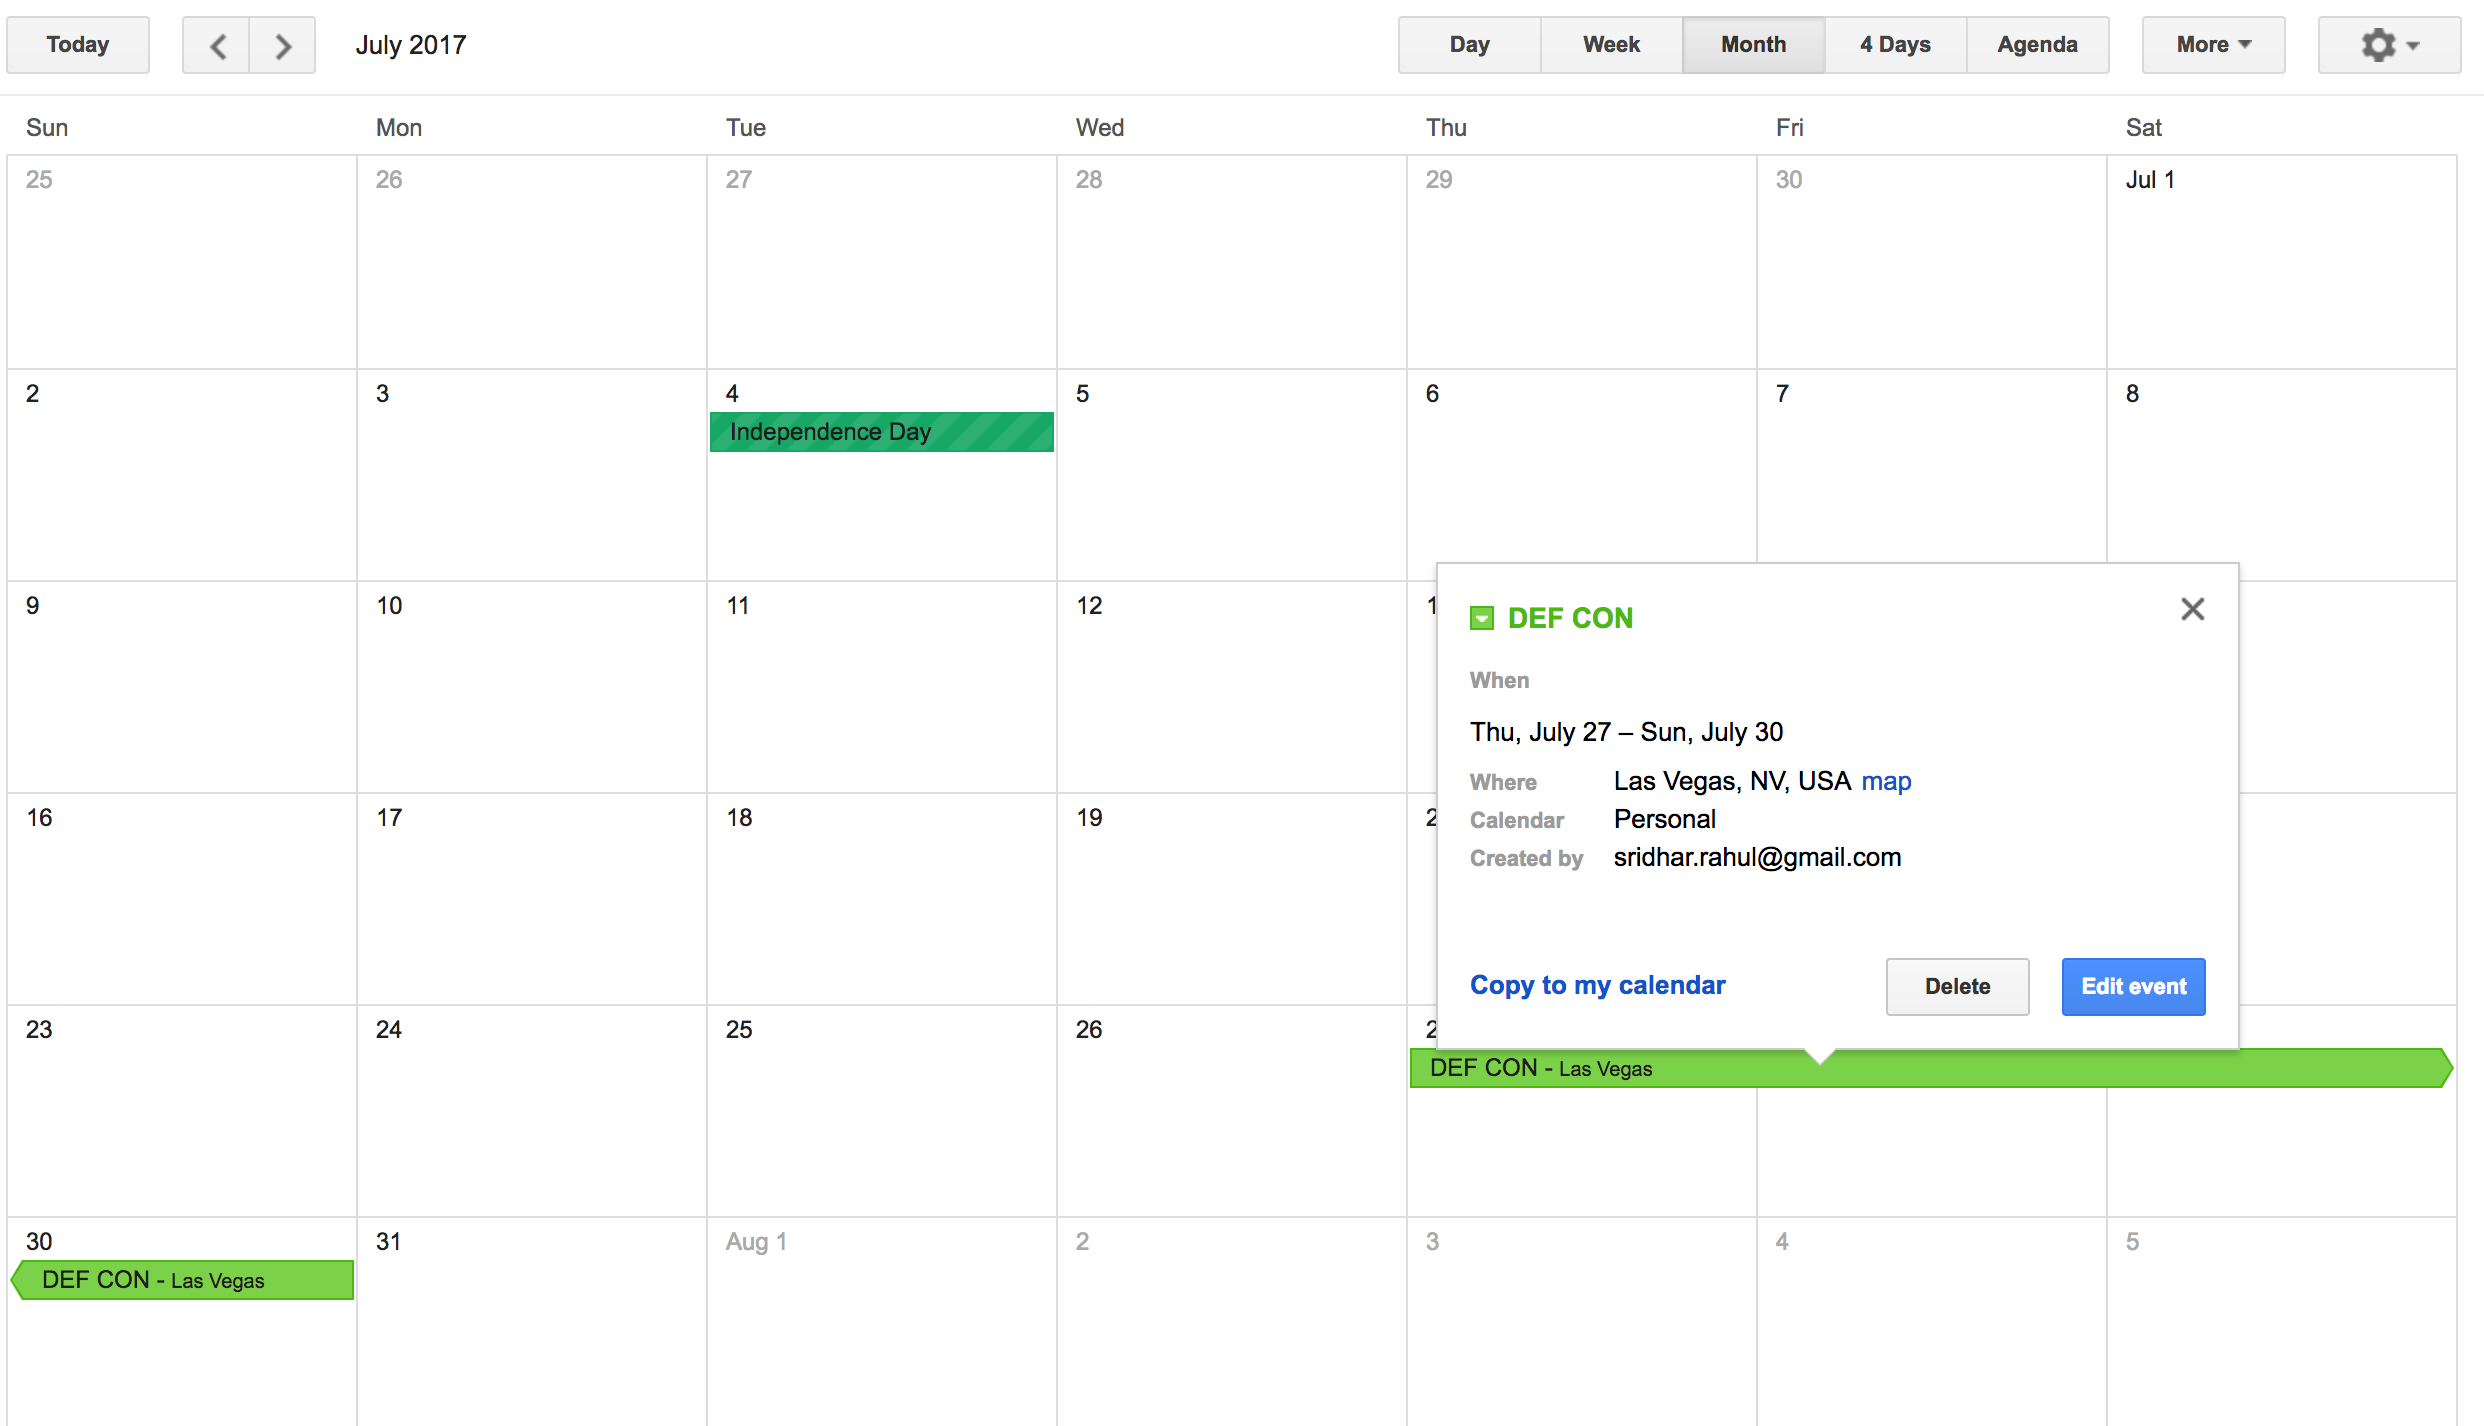 Today July 2017 Day Week Month 4 Days Agenda More
Sun Mon Tue Wed Thu Fri Sat
25 26 27 28 29 30 Jul 1
2 3 4 5 6 7 8
Independence Day
9 10 11 12
DEF CON
When
Thu, July 27 – Sun, July 30
Where Las Vegas, NV, USA map
Calendar Personal
Created by sridhar.rahul@gmail.com
Copy to my calendar Delete Edit event
16 17 18 19
23 24 25 26
DEF CON - Las Vegas
30 31 Aug 1 2 3 4 5
DEF CON - Las Vegas